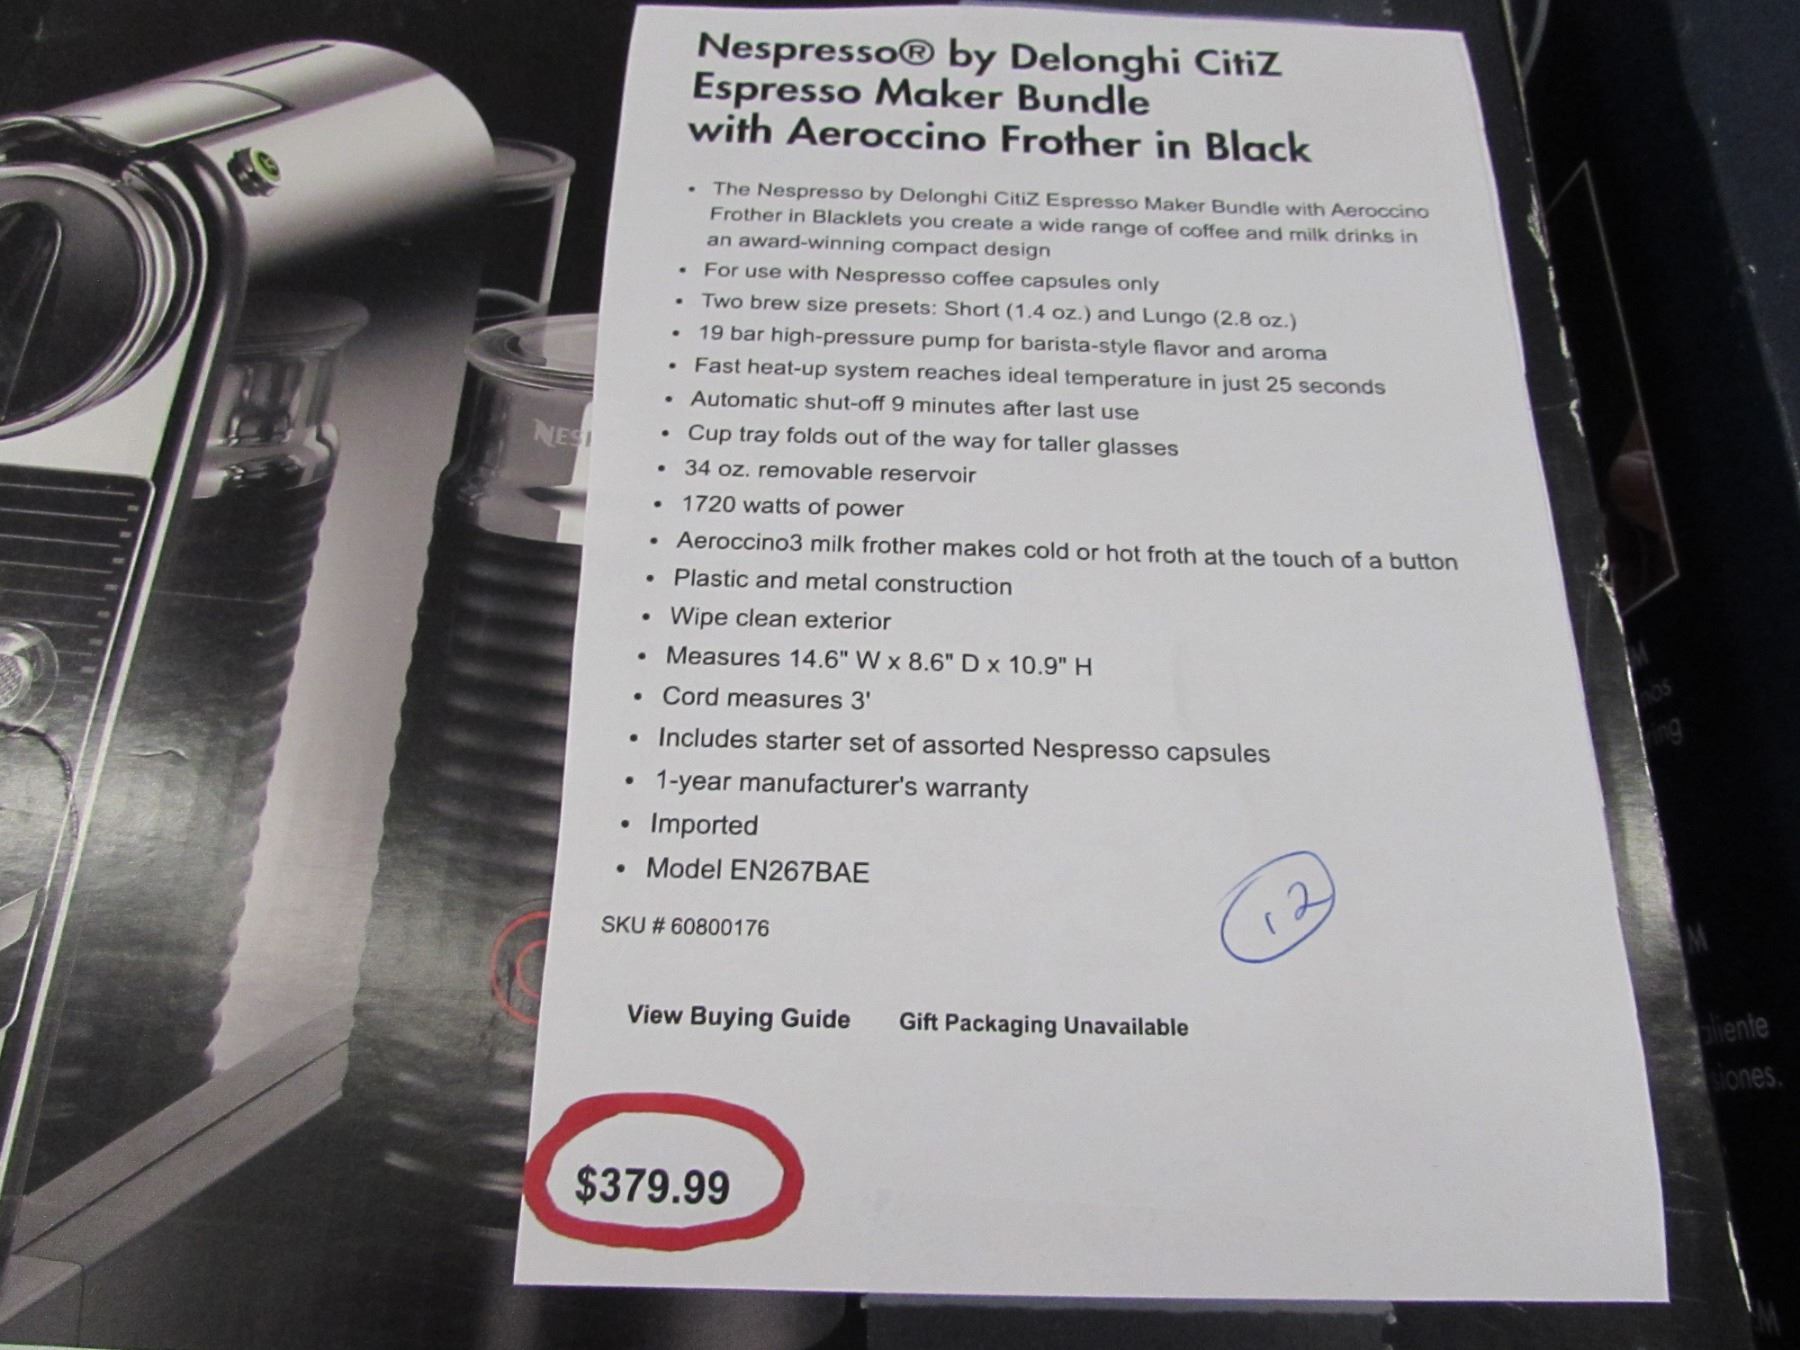 Nespresso® by Delonghi CitiZ
Espresso Maker Bundle
with Aeroccino Frother in Black
• The Nespresso by Delonghi CitiZ Espresso Maker Bundle with Aeroccino
Frother in Blacklets you create a wide range of coffee and milk drinks in
an award-winning compact design
• For use with Nespresso coffee capsules only
• Two brew size presets: Short (1.4 oz.) and Lungo (2.8 oz.)
• 19 bar high-pressure pump for barista-style flavor and aroma
• Fast heat-up system reaches ideal temperature in just 25 seconds
• Automatic shut-off 9 minutes after last use
• Cup tray folds out of the way for taller glasses
• 34 oz. removable reservoir
• 1720 watts of power
• Aeroccino3 milk frother makes cold or hot froth at the touch of a button
• Plastic and metal construction
• Wipe clean exterior
• Measures 14.6" W x 8.6" D x 10.9" H
• Cord measures 3'
• Includes starter set of assorted Nespresso capsules
• 1-year manufacturer's warranty
• Imported
• Model EN267BAE
12
SKU # 60800176
View Buying Guide Gift Packaging Unavailable
$379.99
NES